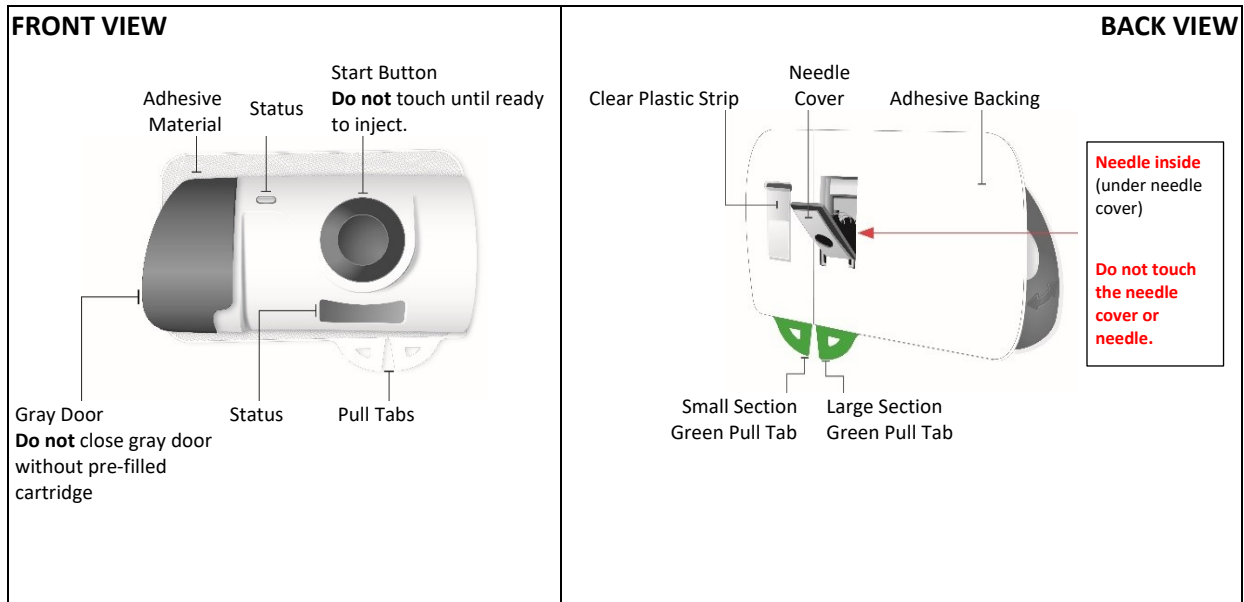 FRONT VIEW
Start Button
Do not touch until ready
to inject.
Adhesive
Material
Status
Gray Door
Do not close gray door
without pre-filled
cartridge
Status
Pull Tabs
BACK VIEW
Clear Plastic Strip
Needle
Cover
Adhesive Backing
Needle inside
(under needle
cover)
Do not touch
the needle
cover or
needle.
Small Section
Green Pull Tab
Large Section
Green Pull Tab